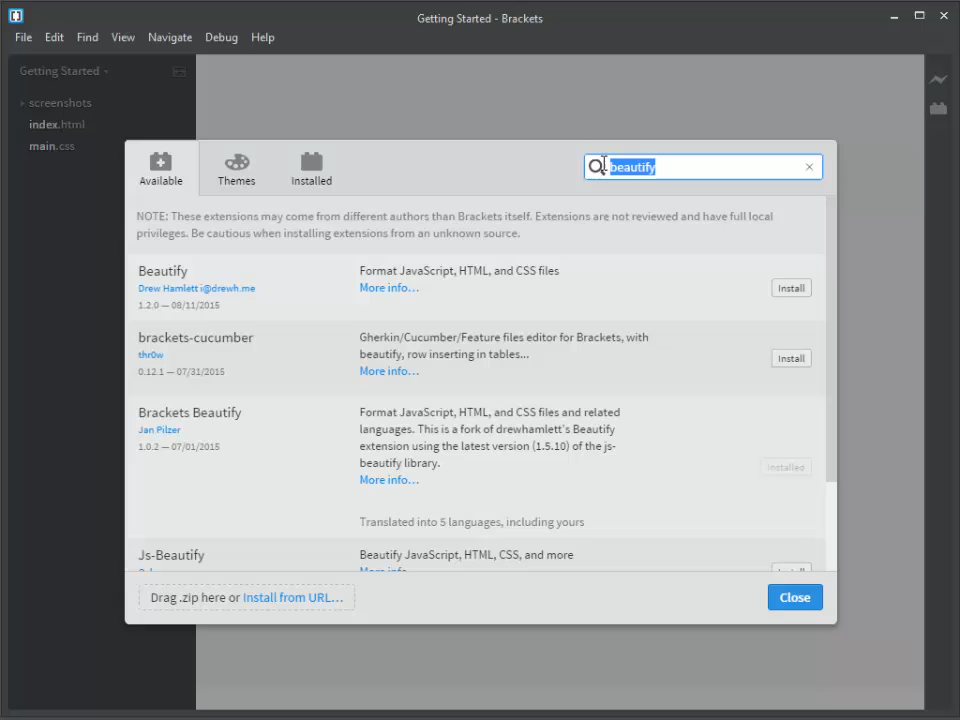 Getting Started - Brackets
File Edit Find View Navigate Debug Help
Getting Started
screenshots
index.html
main.css
Available
Themes
Installed
beautify
NOTE: These extensions may come from different authors than Brackets itself. Extensions are not reviewed and have full local
privileges. Be cautious when installing extensions from an unknown source.
Beautify
Drew Hamlett i@drewh.me
1.2.0 — 08/11/2015
Format JavaScript, HTML, and CSS files
More info...
Install
brackets-cucumber
thr0w
0.12.1 — 07/31/2015
Gherkin/Cucumber/Feature files editor for Brackets, with
beautify, row inserting in tables...
More info...
Install
Brackets Beautify
Jan Pilzer
1.0.2 — 07/01/2015
Format JavaScript, HTML, and CSS files and related
languages. This is a fork of drewhamlett's Beautify
extension using the latest version (1.5.10) of the js-
beautify library.
More info...
Installed
Translated into 5 languages, including yours
Js-Beautify
Beautify JavaScript, HTML, CSS, and more
More info...
Install
Drag .zip here or Install from URL...
Close